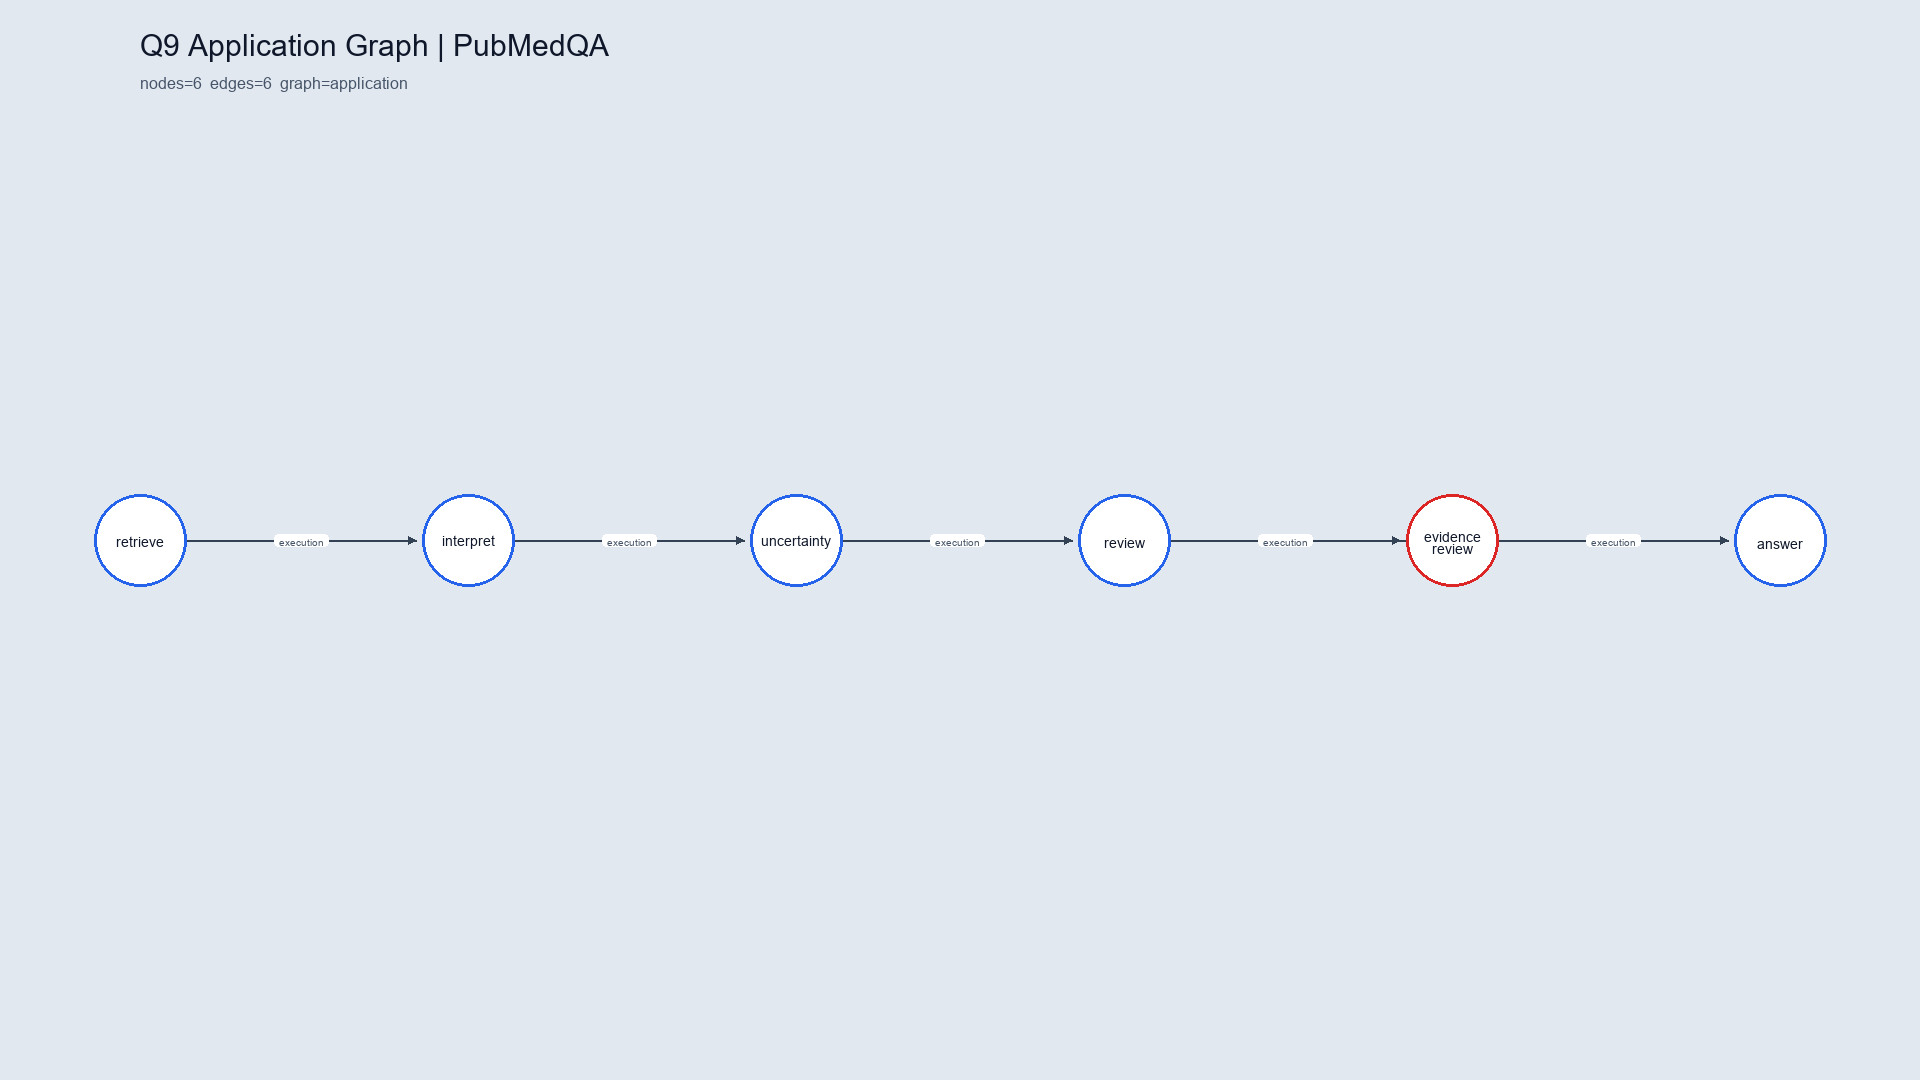 Q9 Application Graph | PubMedQA
nodes=6 edges=6 graph=application
retrieve
execution
interpret
execution
uncertainty
execution
review
execution
evidence
review
execution
answer